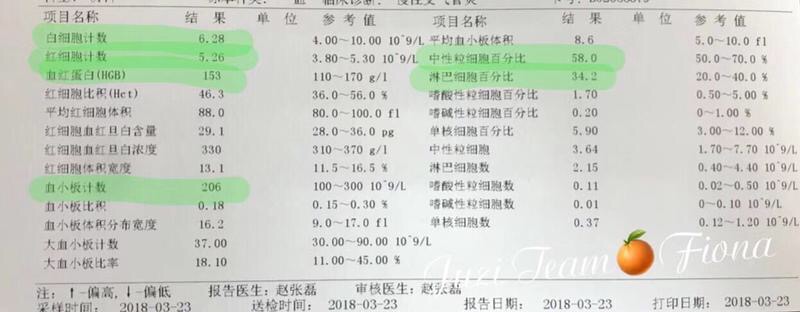 项目名称 结 果 单 位 参 考 值 项目名称 结 果 单 位 参 考 值
白细胞计数 6.28 4.00~10.00 10^9/L 平均血小板体积 8.6 5.0~10.0 fl
红细胞计数 5.26 3.80~5.30 10^9/L 中性粒细胞百分比 58.0 50.0~70.0 %
血红蛋白(HGB) 153 110~170 g/l 淋巴细胞百分比 34.2 20.0~40.0 %
红细胞比积(Hct) 46.3 36.0~56.0 % 嗜酸性粒细胞百分比 1.70 0.50~5.00 %
平均红细胞体积 88.0 80.0~100.0 fl 嗜碱性粒细胞百分比 0.20 0~1.00 %
红细胞血红旦白含量 29.1 28.0~36.0 pg 单核细胞百分比 5.90 3.00~12.00 %
红细胞血红旦白浓度 330 310~370 g/l 中性粒细胞 3.64 1.70~7.70 10^9/L
红细胞体积宽度 13.1 11.5~16.5 % 淋巴细胞数 2.15 0.40~4.40 10^9/L
血小板计数 206 100~300 10^9/L 嗜酸性粒细胞数 0.11 0.02~0.50 10^9/L
血小板比积 0.18 0.15~0.30 % 嗜碱性粒细胞数 0.01 0~0.10 10^9/L
血小板体积分布宽度 16.2 9.0~17.0 fl 单核细胞数 0.37 0.12~1.20 10^9/L
大血小板计数 37.00 30.00~90.00 10^9/L
大血小板比率 18.10 11.00~45.00 %
Juzi Team Fiona
注: ↑-偏高,↓-偏低 报告医生: 赵张磊 审核医生: 赵张磊
采样时间: 2018-03-23 送检时间: 2018-03-23 报告日期: 2018-03-23 打印日期: 2018-03-23